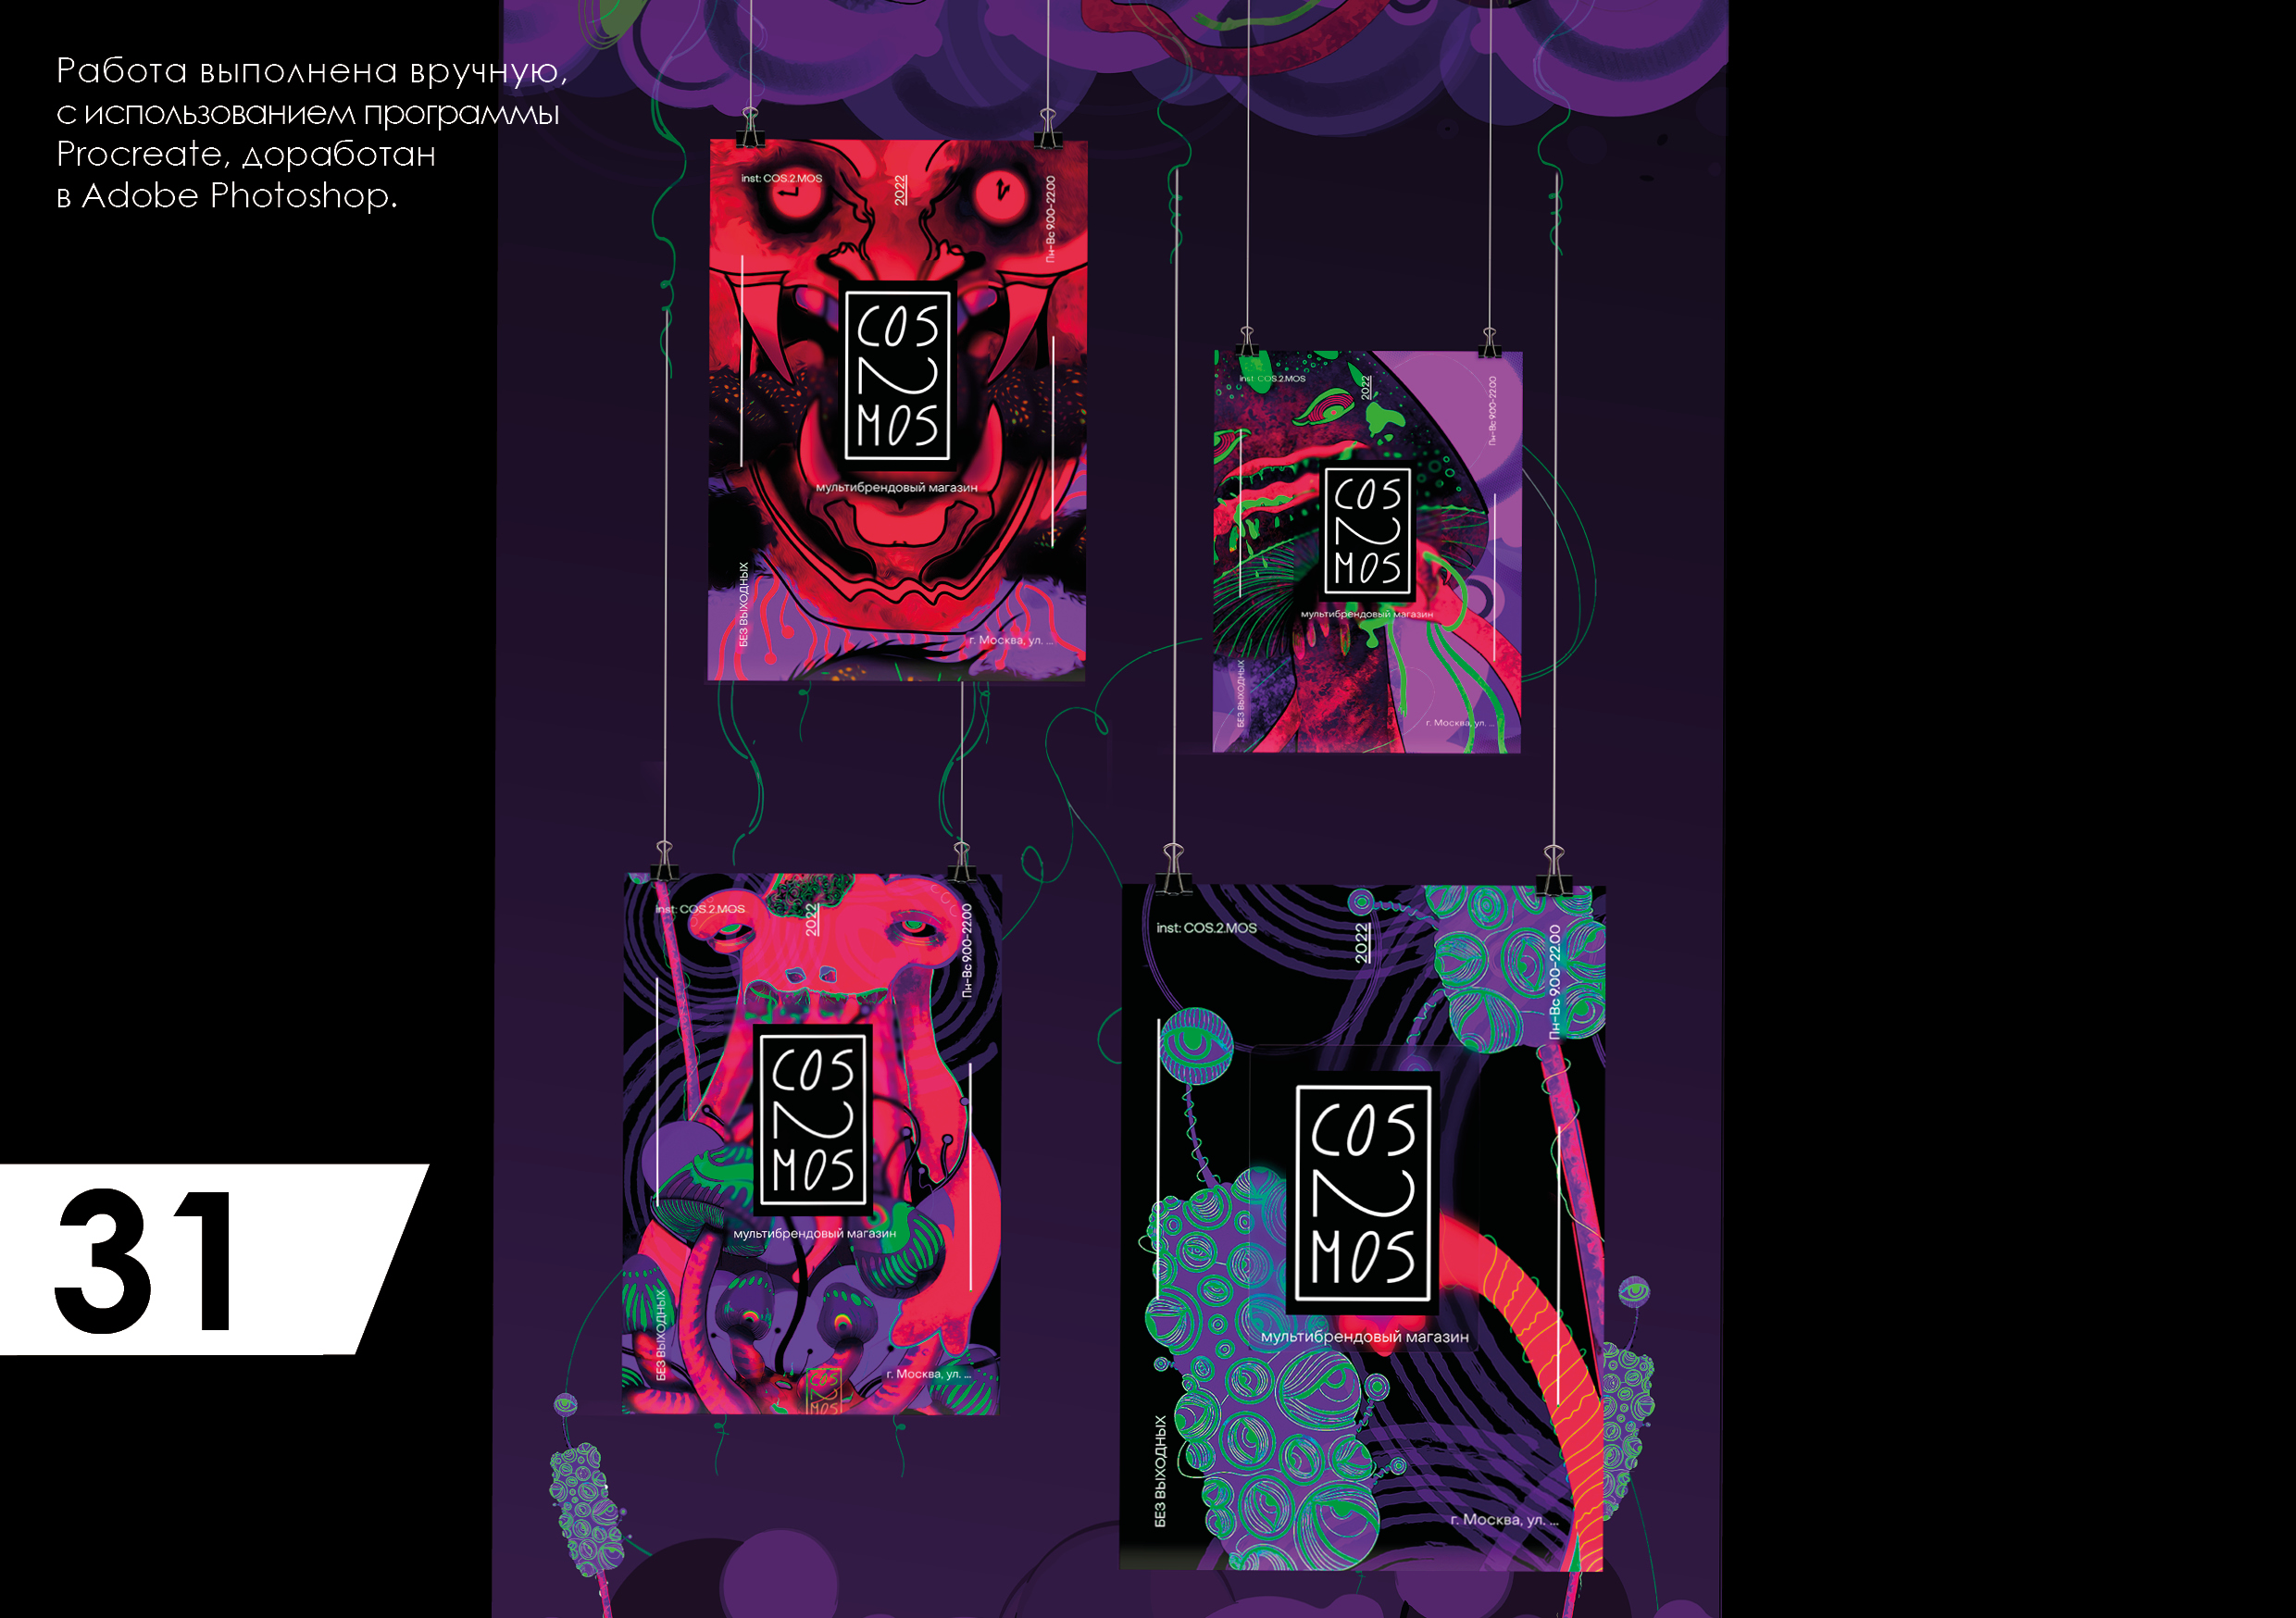 Работа выполнена вручную,
с использованием программы
Procreate, доработан
в Adobe Photoshop.
inst: COS.2.MOS
2022
Пн-Вс 9.00-22.00
COS
2
MOS
мультибрендовый магазин
БЕЗ ВЫХОДНЫХ
г. Москва, ул. ...
inst: COS.2.MOS
2022
Пн-Вс 9.00-22.00
COS
2
MOS
мультибрендовый магазин
БЕЗ ВЫХОДНЫХ
г. Москва, ул. ...
inst: COS.2.MOS
2022
Пн-Вс 9.00-22.00
COS
2
MOS
мультибрендовый магазин
БЕЗ ВЫХОДНЫХ
г. Москва, ул. ...
COS
2
MOS
inst: COS.2.MOS
2022
Пн-Вс 9.00-22.00
COS
2
MOS
мультибрендовый магазин
БЕЗ ВЫХОДНЫХ
г. Москва, ул. ...
31